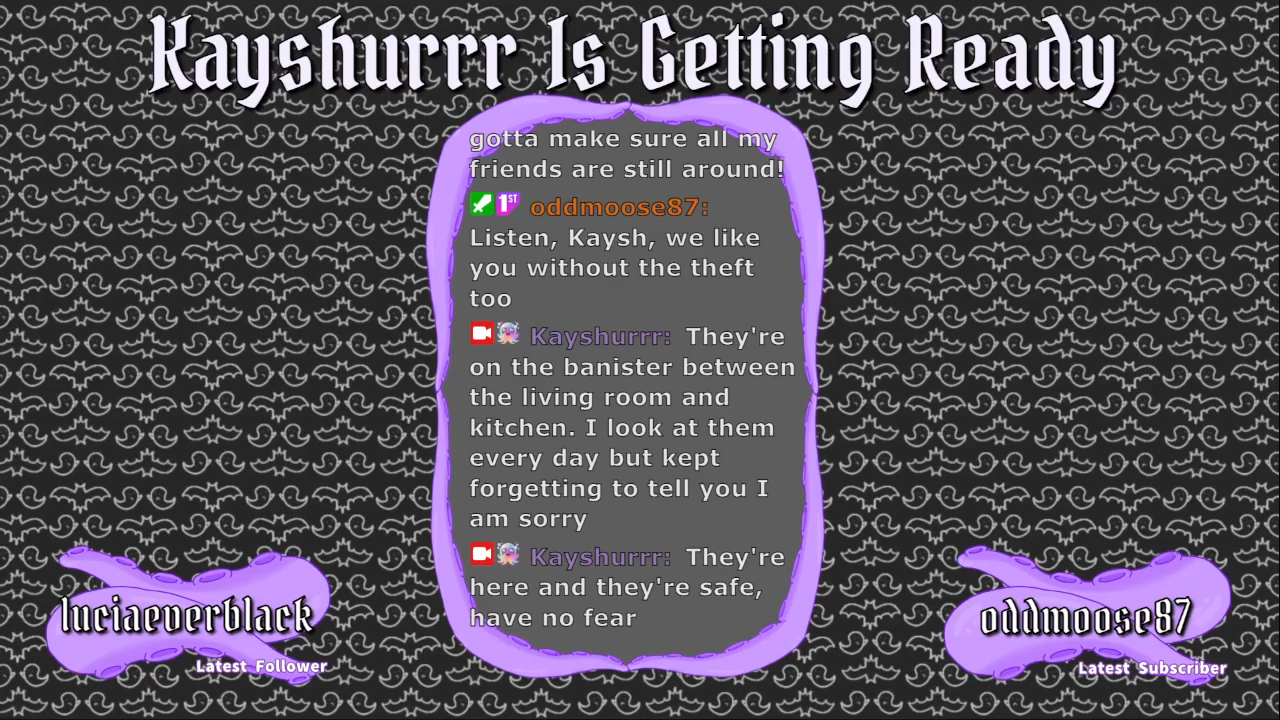 Kayshurrr Is Getting Ready
gotta make sure all my
friends are still around!
1ST oddmoose87:
Listen, Kaysh, we like
you without the theft
too
Kayshurrr: They're
on the banister between
the living room and
kitchen. I look at them
every day but kept
forgetting to tell you I
am sorry
Kayshurrr: They're
here and they're safe,
have no fear
luciaeverblack
Latest Follower
oddmoose87
Latest Subscriber